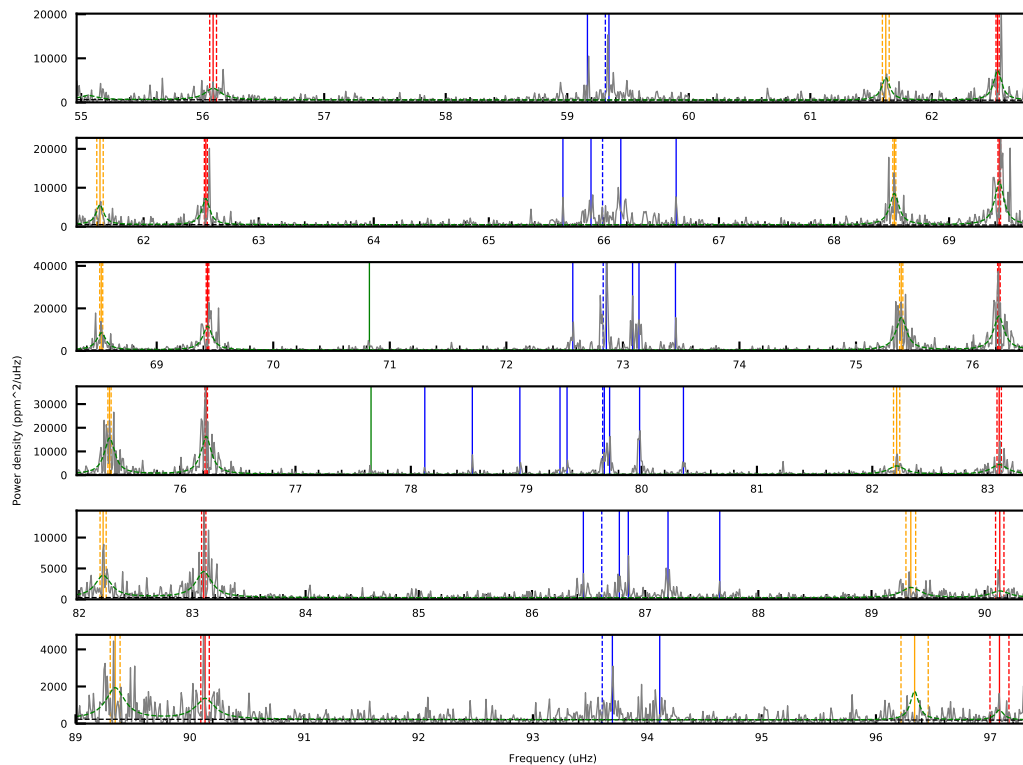 20000
10000
0
55 56 57 58 59 60 61 62
20000
10000
0
62 63 64 65 66 67 68 69
40000
20000
0
69 70 71 72 73 74 75 76
Power density (ppm^2/uHz)
30000
20000
10000
0
76 77 78 79 80 81 82 83
10000
5000
0
82 83 84 85 86 87 88 89 90
4000
2000
0
89 90 91 92 93 94 95 96 97
Frequency (uHz)